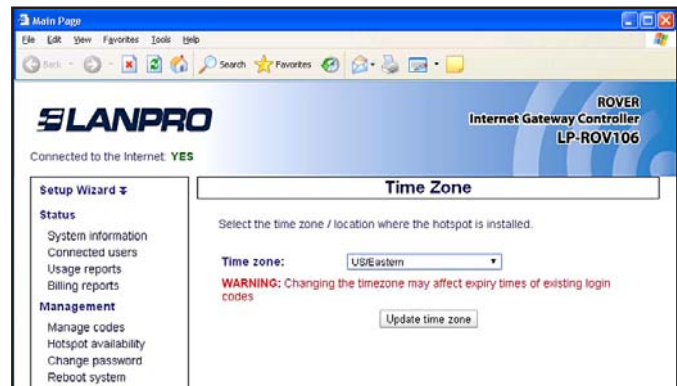 Main Page
File Edit View Favorites Tools Help
Back Search Favorites
LANPRO
ROVER
Internet Gateway Controller
LP-ROV106
Connected to the Internet: YES
Setup Wizard
Status
System information
Connected users
Usage reports
Billing reports
Management
Manage codes
Hotspot availability
Change password
Reboot system
Time Zone
Select the time zone / location where the hotspot is installed.
Time zone: US/Eastern
WARNING: Changing the timezone may affect expiry times of existing login
codes
Update time zone